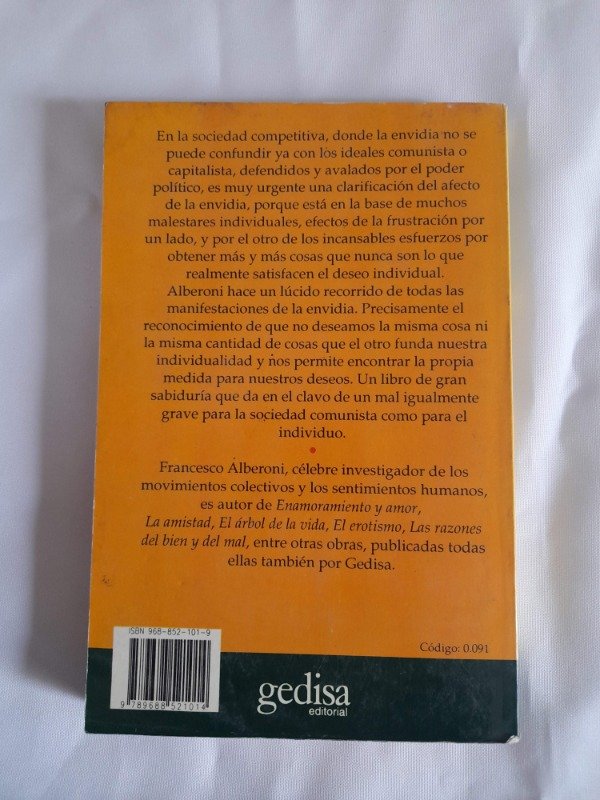 En la sociedad competitiva, donde la envidia no se
puede confundir ya con los ideales comunista o
capitalista, defendidos y avalados por el poder
político, es muy urgente una clarificación del afecto
de la envidia, porque está en la base de muchos
malestares individuales, efectos de la frustración por
un lado, y por el otro de los incansables esfuerzos por
obtener más y más cosas que nunca son lo que
realmente satisfacen el deseo individual.
Alberoni hace un lúcido recorrido de todas las
manifestaciones de la envidia. Precisamente el
reconocimiento de que no deseamos la misma cosa ni
la misma cantidad de cosas que el otro funda nuestra
individualidad y nos permite encontrar la propia
medida para nuestros deseos. Un libro de gran
sabiduría que da en el clavo de un mal igualmente
grave para la sociedad comunista como para el
individuo.
Francesco Alberoni, célebre investigador de los
movimientos colectivos y los sentimientos humanos,
es autor de Enamoramiento y amor,
La amistad, El árbol de la vida, El erotismo, Las razones
del bien y del mal, entre otras obras, publicadas todas
ellas también por Gedisa.
ISBN 968-852-101-9
9 789688 521014
Código: 0.091
gedisa
editorial